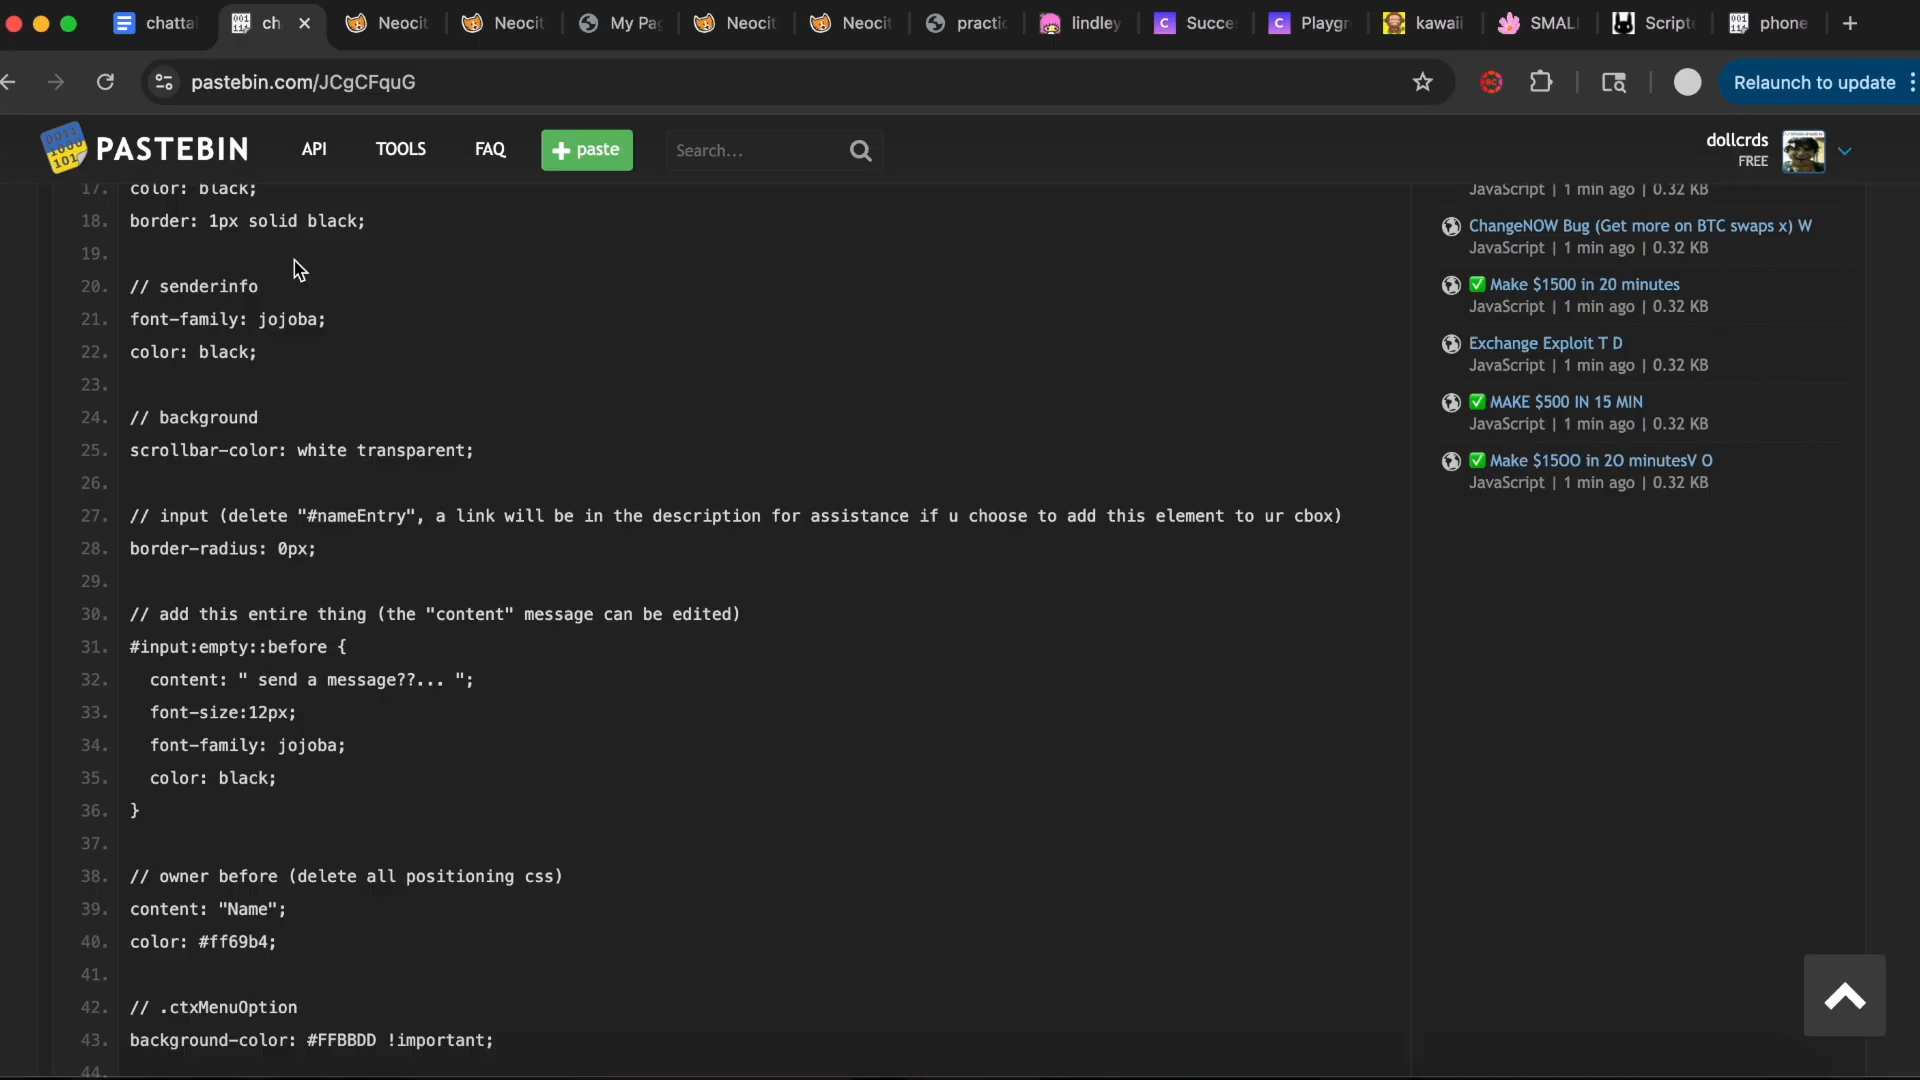 chatta
ch
Neocit
Neocit
My Pag
Neocit
Neocit
practic
lindley
Succe
Playgr
kawaii
SMAL
Scripte
phone
pastebin.com/JCgCFquG
Relaunch to update
PASTEBIN
API
TOOLS
FAQ
+ paste
Search...
dollcrds
FREE
17. color: black;
18. border: 1px solid black;
19.
20. // senderinfo
21. font-family: jojoba;
22. color: black;
23.
24. // background
25. scrollbar-color: white transparent;
26.
27. // input (delete "#nameEntry", a link will be in the description for assistance if u choose to add this element to ur cbox)
28. border-radius: 0px;
29.
30. // add this entire thing (the "content" message can be edited)
31. #input:empty::before {
32. content: " send a message??... ";
33. font-size:12px;
34. font-family: jojoba;
35. color: black;
36. }
37.
38. // owner before (delete all positioning css)
39. content: "Name";
40. color: #ff69b4;
41.
42. // .ctxMenuOption
43. background-color: #FFBBDD !important;
44.
JavaScript | 1 min ago | 0.32 KB
ChangeNOW Bug (Get more on BTC swaps x) W
JavaScript | 1 min ago | 0.32 KB
✅ Make $1500 in 20 minutes
JavaScript | 1 min ago | 0.32 KB
Exchange Exploit T D
JavaScript | 1 min ago | 0.32 KB
✅ MAKE $500 IN 15 MIN
JavaScript | 1 min ago | 0.32 KB
✅ Make $15OO in 2O minutesV O
JavaScript | 1 min ago | 0.32 KB